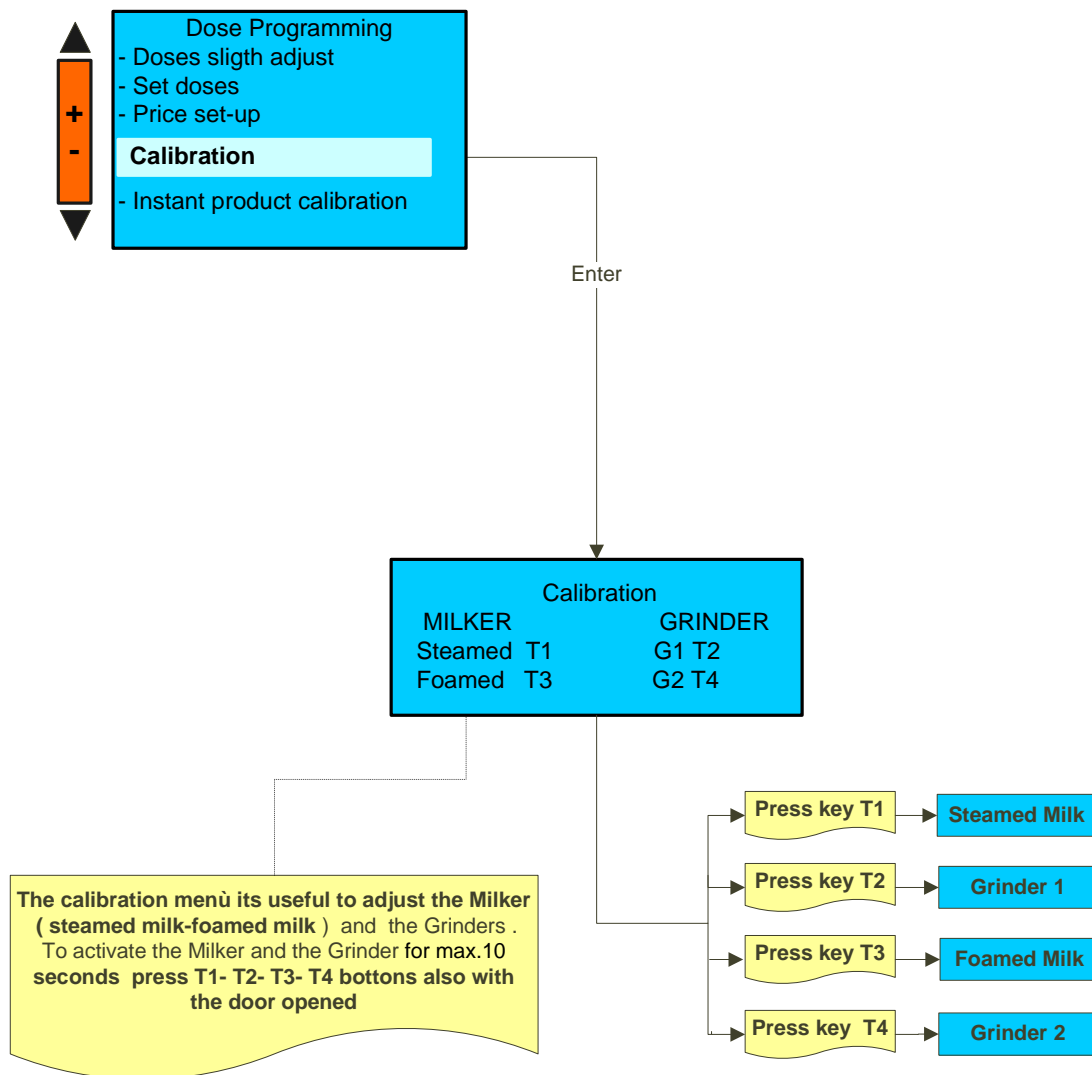 Dose Programming
- Doses sligth adjust
- Set doses
+
- Price set-up
-
Calibration
- Instant product calibration
Enter
Calibration
MILKER GRINDER
Steamed T1 G1 T2
Foamed T3 G2 T4
Press key T1
Steamed Milk
Press key T2
Grinder 1
Press key T3
Foamed Milk
Press key T4
Grinder 2
The calibration menù its useful to adjust the Milker
( steamed milk-foamed milk ) and the Grinders .
To activate the Milker and the Grinder for max.10
seconds press T1- T2- T3- T4 bottons also with
the door opened